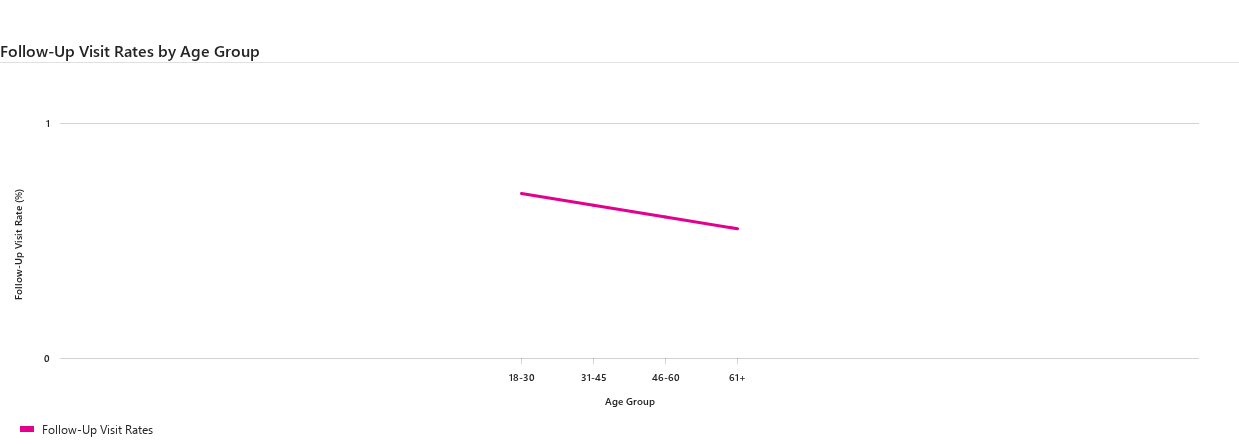 Follow-Up Visit Rates by Age Group
1
Follow-Up Visit Rate (%)
0
18-30 31-45 46-60 61+
Age Group
Follow-Up Visit Rates